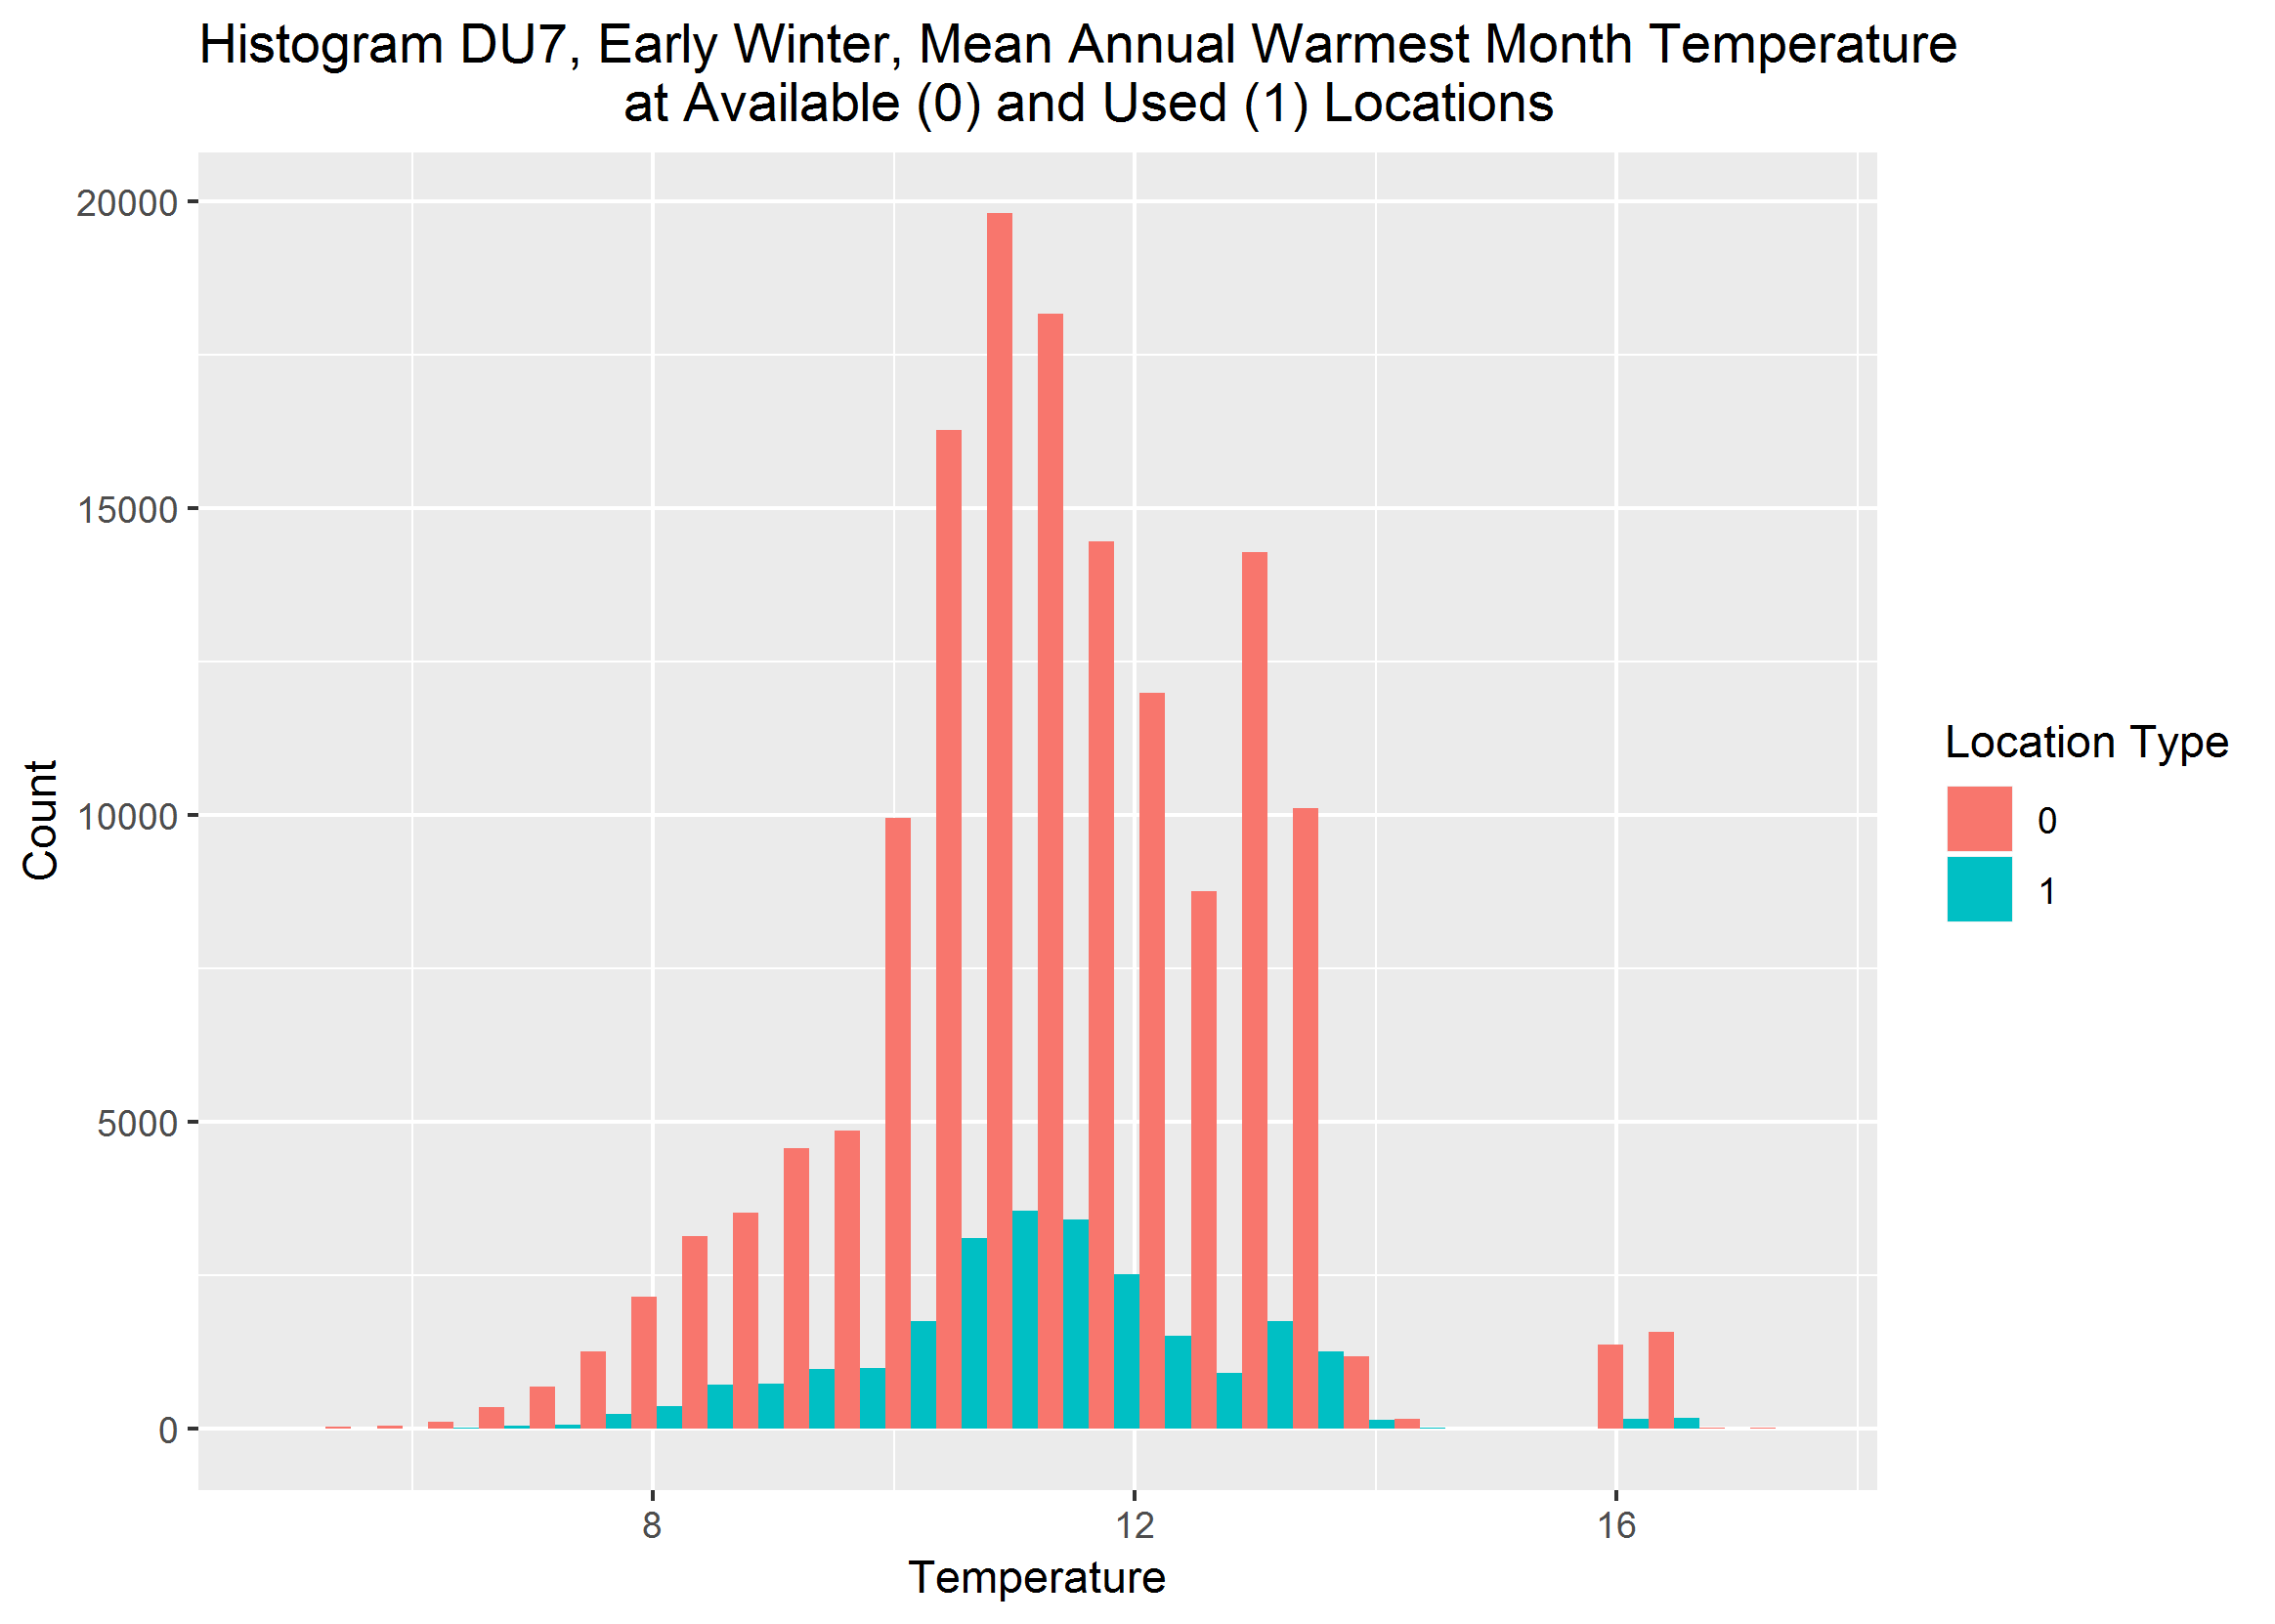 Histogram DU7, Early Winter, Mean Annual Warmest Month Temperature
at Available (0) and Used (1) Locations
20000
15000
10000
5000
0
Count
8
12
16
Temperature
Location Type
0
1